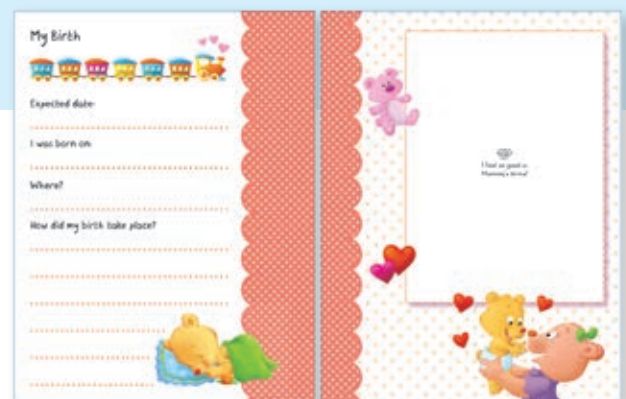 My Birth
Expected date:
I was born on:
Where?
How did my birth take place?
I feel so good in
Mummy's arms!